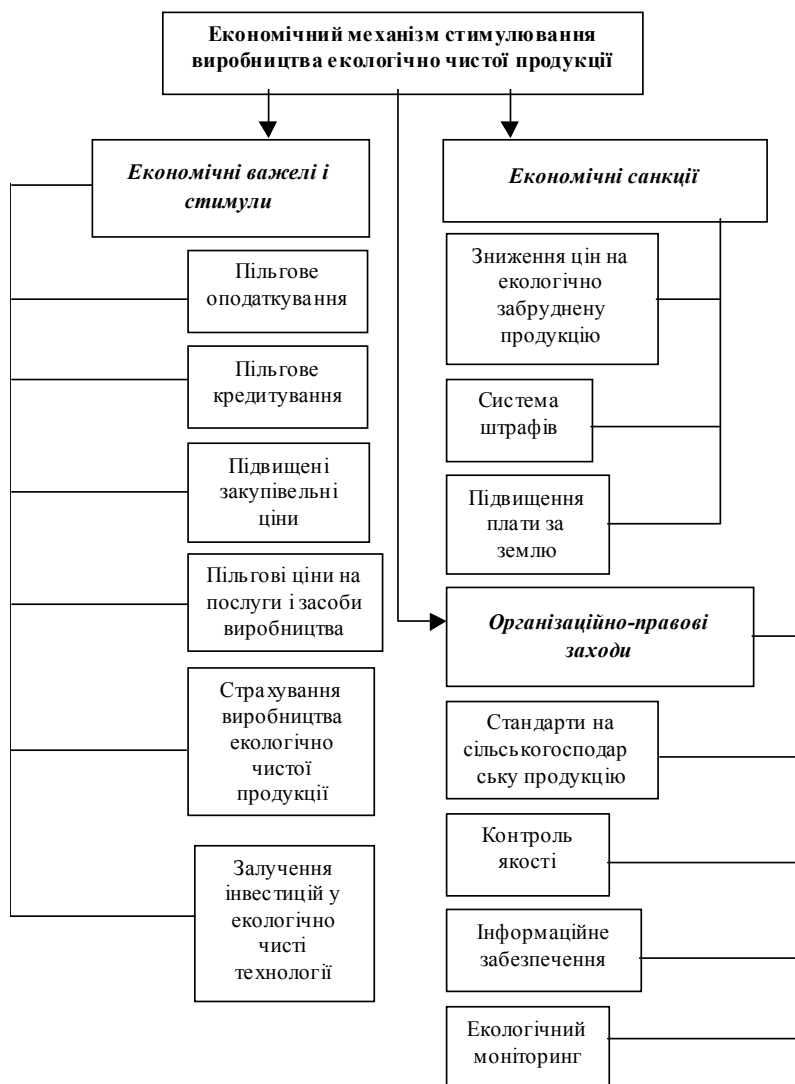 Економічний механізм стимулювання
виробництва екологічно чистої продукції
Економічні важелі і
стимули
Пільгове
оподаткування
Пільгове
кредитування
Підвищені
закупівельні
ціни
Пільгові ціни на
послуги і засоби
виробництва
Страхування
виробництва
екологічно
чистої
продукції
Залучення
інвестицій у
екологічно
чисті
технології
Економічні санкції
Зниження цін на
екологічно
забруднену
продукцію
Система
штрафів
Підвищення
плати за
землю
Організаційно-правові
заходи
Стандарти на
сільськогосподар
ську продукцію
Контроль
якості
Інформаційне
забезпечення
Екологічний
моніторинг